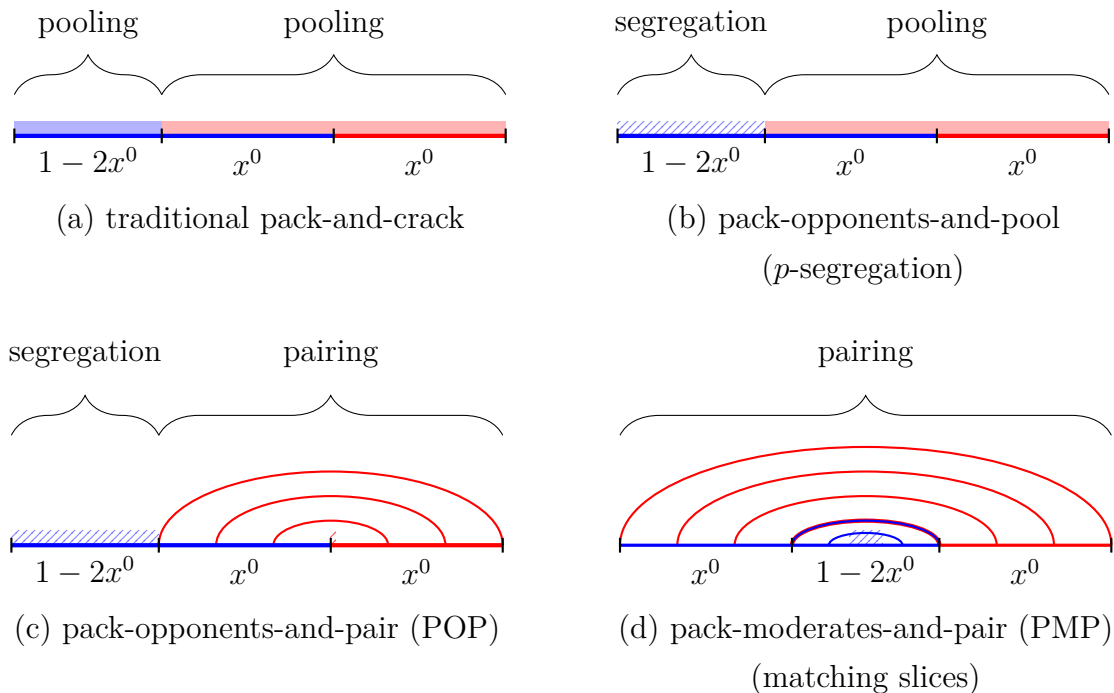 pooling pooling
1 − 2x⁰ x⁰ x⁰
(a) traditional pack-and-crack
segregation pooling
1 − 2x⁰ x⁰ x⁰
(b) pack-opponents-and-pool
(p-segregation)
segregation pairing
1 − 2x⁰ x⁰ x⁰
(c) pack-opponents-and-pair (POP)
pairing
x⁰ 1 − 2x⁰ x⁰
(d) pack-moderates-and-pair (PMP)
(matching slices)